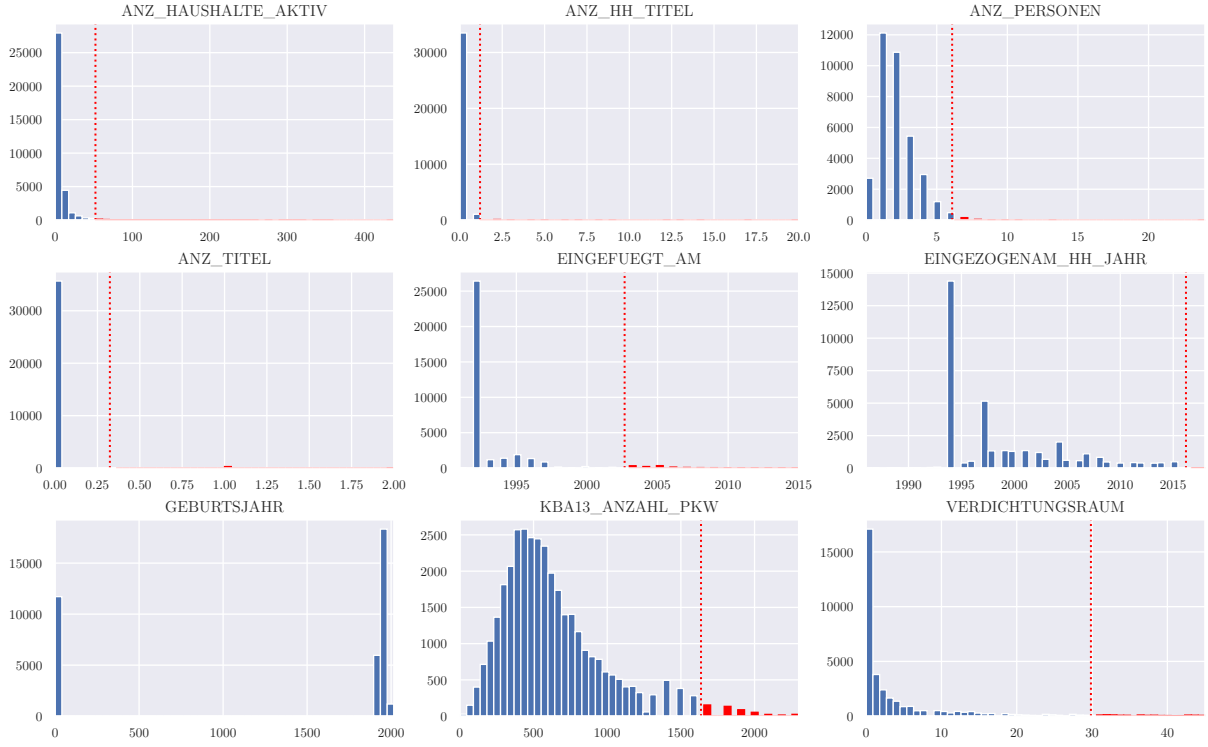 ANZ_HAUSHALTE_AKTIV
25000
20000
15000
10000
5000
0
0 100 200 300 400
ANZ_HH_TITEL
30000
20000
10000
0
0.0 2.5 5.0 7.5 10.0 12.5 15.0 17.5 20.0
ANZ_PERSONEN
12000
10000
8000
6000
4000
2000
0
0 5 10 15 20
ANZ_TITEL
30000
20000
10000
0
0.00 0.25 0.50 0.75 1.00 1.25 1.50 1.75 2.00
EINGEFUEGT_AM
25000
20000
15000
10000
5000
0
1995 2000 2005 2010 2015
EINGEZOGENAM_HH_JAHR
15000
12500
10000
7500
5000
2500
0
1990 1995 2000 2005 2010 2015
GEBURTSJAHR
15000
10000
5000
0
0 500 1000 1500 2000
KBA13_ANZAHL_PKW
2500
2000
1500
1000
500
0
0 500 1000 1500 2000
VERDICHTUNGSRAUM
15000
10000
5000
0
0 10 20 30 40